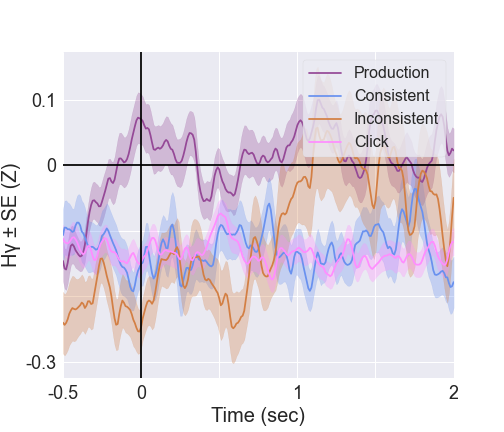 Production
Consistent
Inconsistent
Click
0.1
0
-0.3
Hγ ± SE (Z)
-0.5
0
1
2
Time (sec)